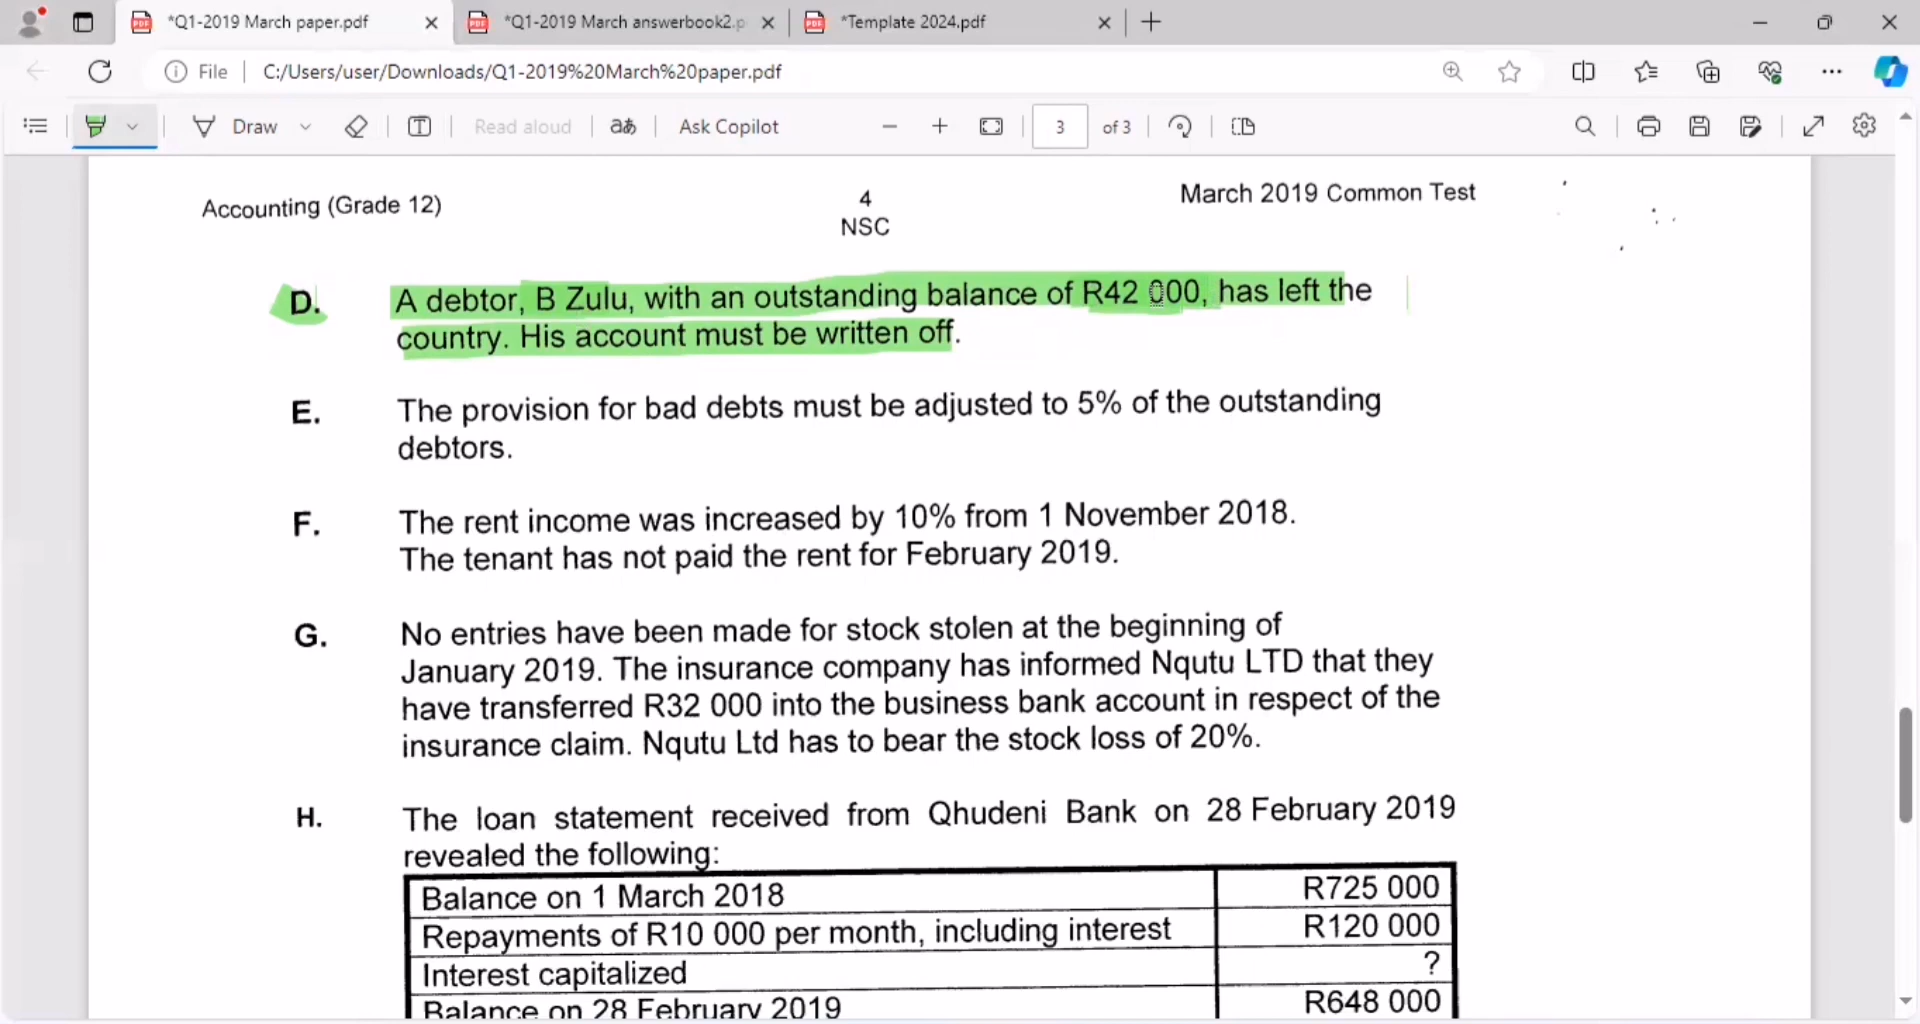 *Q1-2019 March paper.pdf
*Q1-2019 March answerbook2.p
*Template 2024.pdf
File
C:/Users/user/Downloads/Q1-2019%20March%20paper.pdf
Draw
Read aloud
aあ
Ask Copilot
3
of 3
Accounting (Grade 12)
4
March 2019 Common Test
NSC
D. A debtor, B Zulu, with an outstanding balance of R42 000, has left the
country. His account must be written off.
E. The provision for bad debts must be adjusted to 5% of the outstanding
debtors.
F. The rent income was increased by 10% from 1 November 2018.
The tenant has not paid the rent for February 2019.
G. No entries have been made for stock stolen at the beginning of
January 2019. The insurance company has informed Nqutu LTD that they
have transferred R32 000 into the business bank account in respect of the
insurance claim. Nqutu Ltd has to bear the stock loss of 20%.
H. The loan statement received from Qhudeni Bank on 28 February 2019
revealed the following:
Balance on 1 March 2018 R725 000
Repayments of R10 000 per month, including interest R120 000
Interest capitalized ?
Balance on 28 February 2019 R648 000